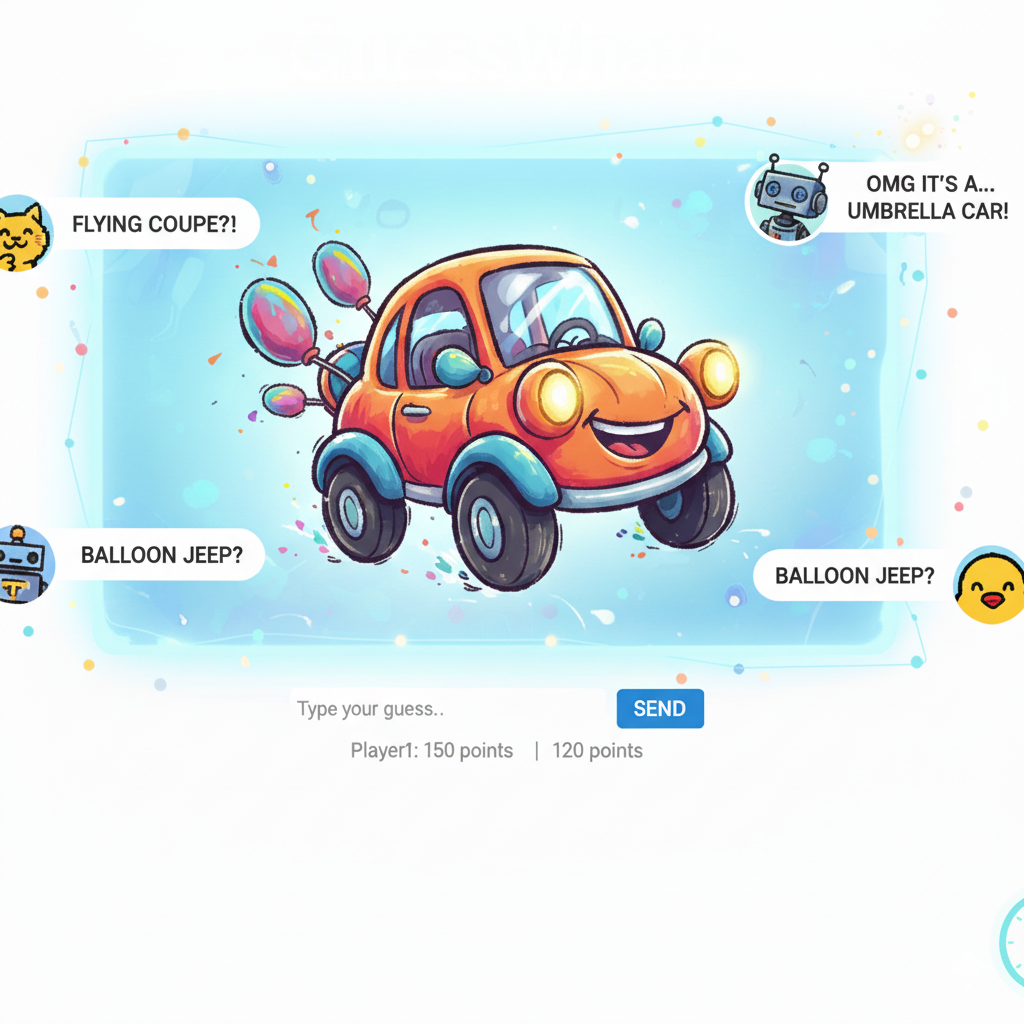 OMG IT'S A...
UMBRELLA CAR!
FLYING COUPE?!
BALLOON JEEP?
BALLOON JEEP?
Type your guess..
SEND
Player1: 150 points | 120 points